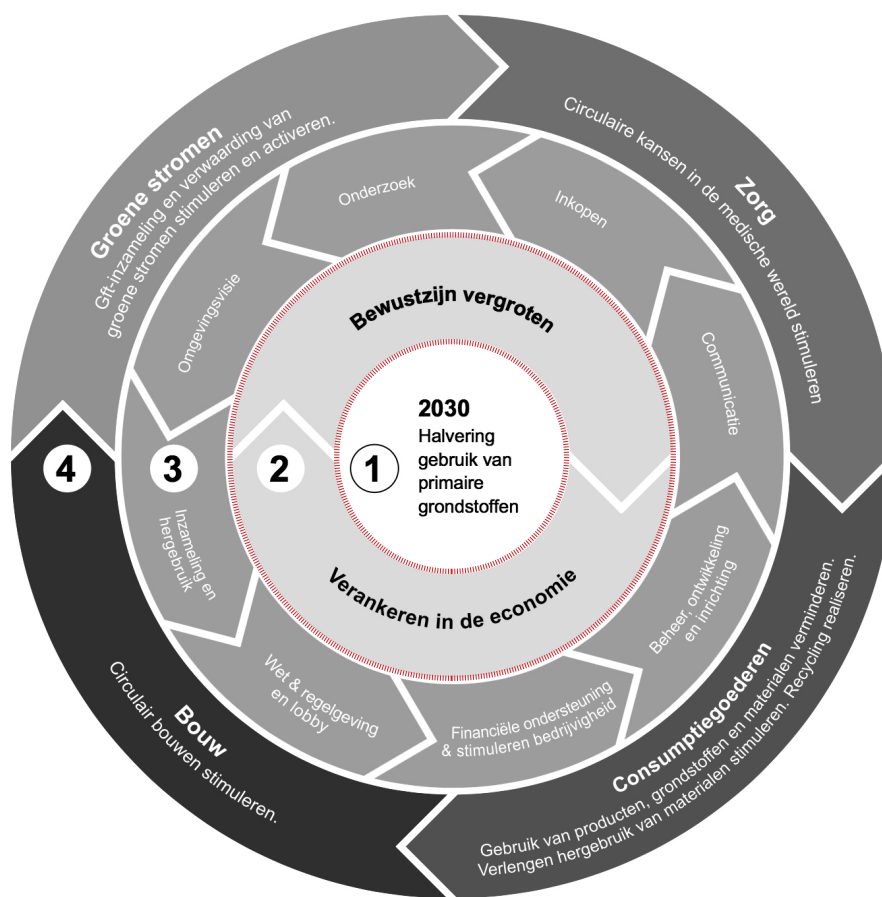 Groene stromen
Gft-inzameling en verwaarding van
groene stromen stimuleren en activeren.
Zorg
Circulaire kansen in de medische wereld stimuleren
Consumptiegoederen
Gebruik van producten, grondstoffen en materialen verminderen.
Verlengen hergebruik van materialen stimuleren. Recycling realiseren.
Bouw
Circulair bouwen stimuleren.
Onderzoek
Inkopen
Communicatie
Beheer, ontwikkeling
en inrichting
Financiële ondersteuning
& stimuleren bedrijvigheid
Wet & regelgeving
en lobby
Inzameling en
hergebruik
Omgevingsvisie
Bewustzijn vergroten
Verankeren in de economie
4
3
2
1
2030
Halvering
gebruik van
primaire
grondstoffen